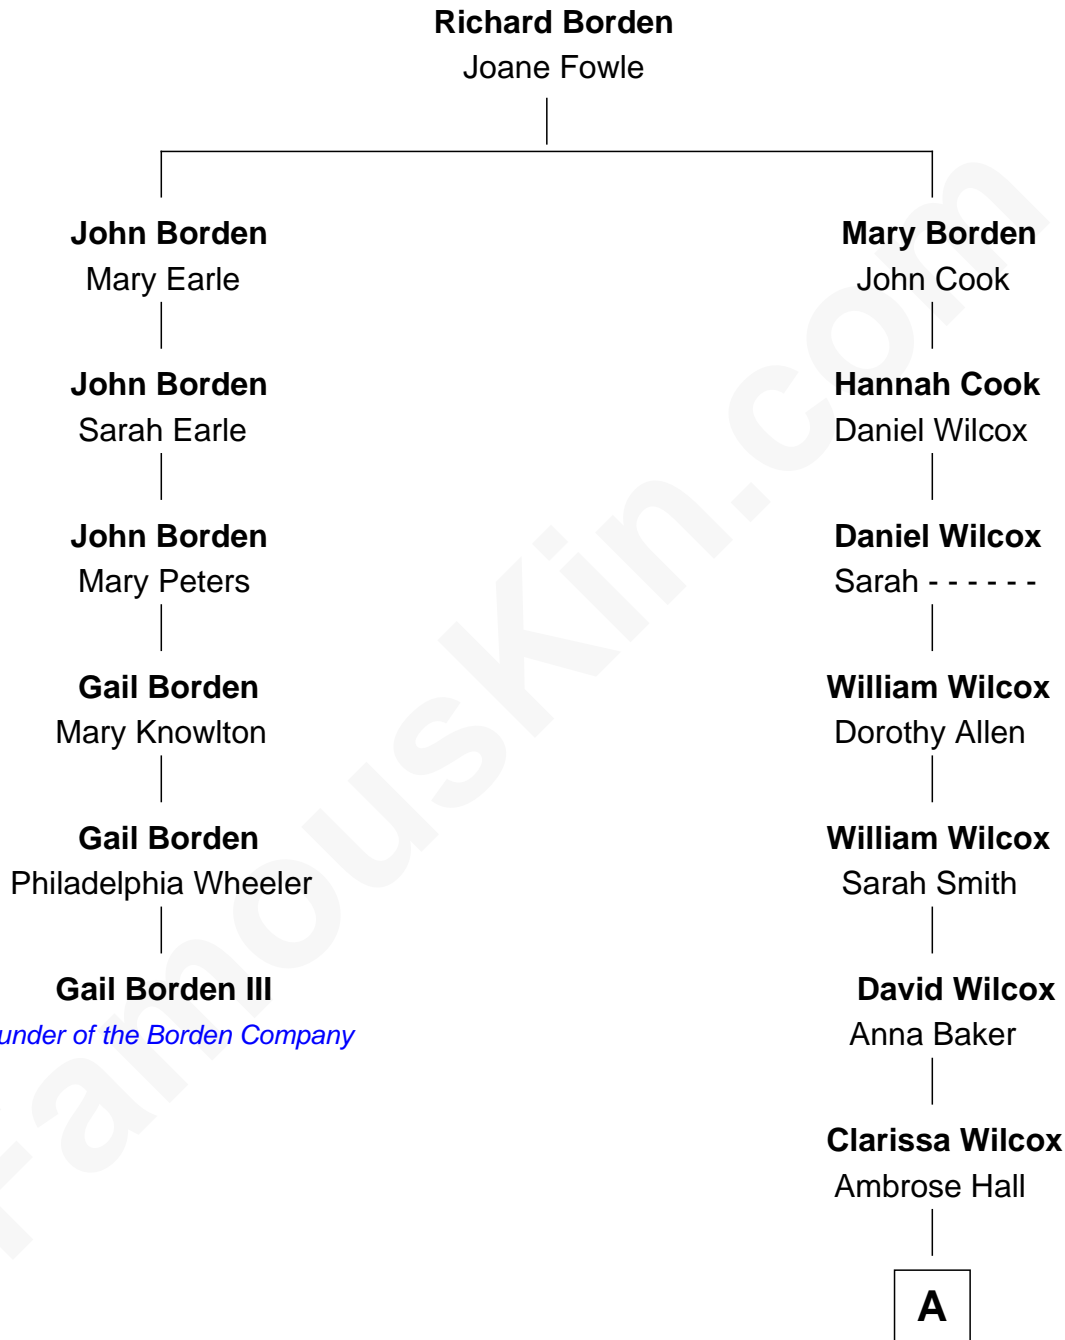 Richard Borden
Joane Fowle
John Borden
Mary Earle
Mary Borden
John Cook
John Borden
Sarah Earle
Hannah Cook
Daniel Wilcox
John Borden
Mary Peters
Daniel Wilcox
Sarah - - - - - -
Gail Borden
Mary Knowlton
William Wilcox
Dorothy Allen
Gail Borden
Philadelphia Wheeler
William Wilcox
Sarah Smith
Gail Borden III
under of the Borden Company
David Wilcox
Anna Baker
Clarissa Wilcox
Ambrose Hall
A
FamousKin.com